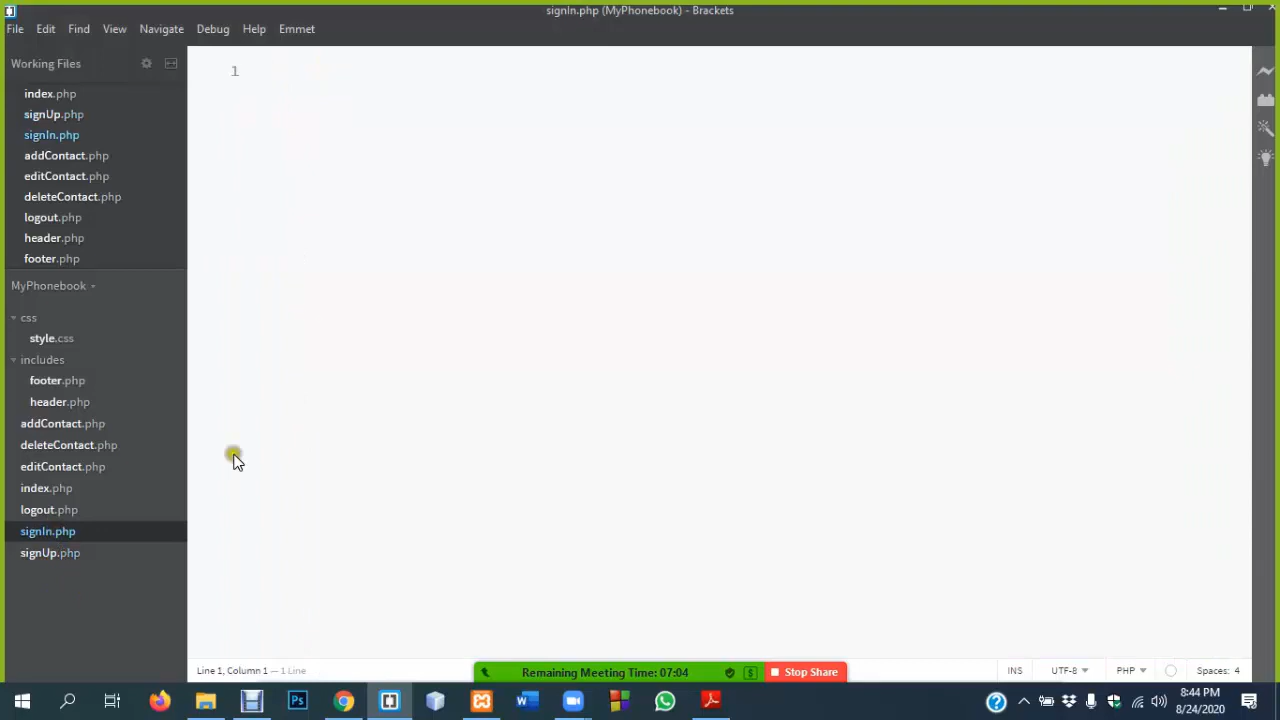 signIn.php (MyPhonebook) - Brackets
File Edit Find View Navigate Debug Help Emmet
Working Files
1
index.php
signUp.php
signIn.php
addContact.php
editContact.php
deleteContact.php
logout.php
header.php
footer.php
MyPhonebook
css
style.css
includes
footer.php
header.php
addContact.php
deleteContact.php
editContact.php
index.php
logout.php
signIn.php
signUp.php
Line 1, Column 1 — 1 Line
Remaining Meeting Time: 07:04
Stop Share
INS UTF-8 PHP Spaces: 4
8:44 PM
8/24/2020